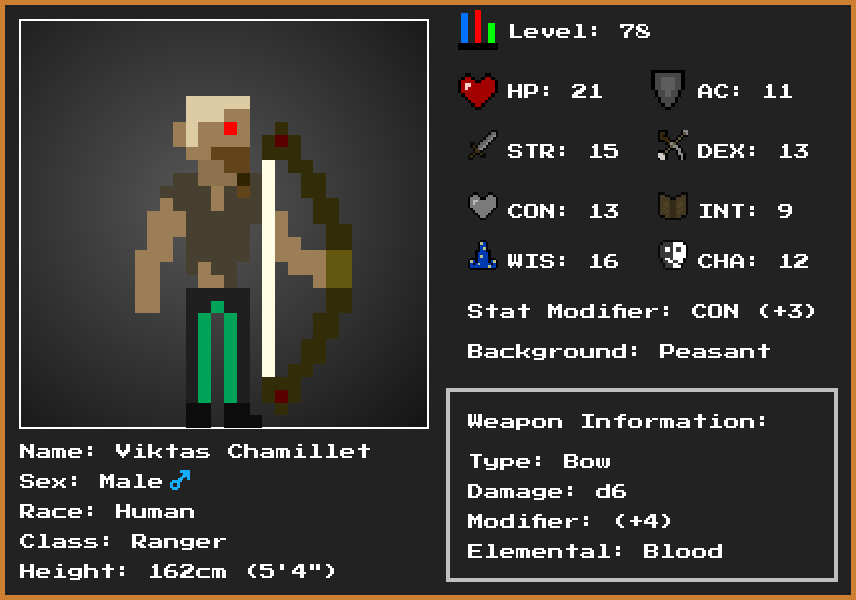 Level: 78
HP: 21
AC: 11
STR: 15
DEX: 13
CON: 13
INT: 9
WIS: 16
CHA: 12
Stat Modifier: CON (+3)
Background: Peasant
Weapon Information:
Type: Bow
Damage: d6
Modifier: (+4)
Elemental: Blood
Name: Viktas Chamillet
Sex: Male ♂
Race: Human
Class: Ranger
Height: 162cm (5'4")